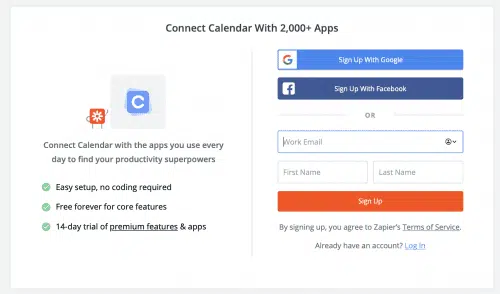 Connect Calendar With 2,000+ Apps
C
Connect Calendar with the apps you use every
day to find your productivity superpowers
Easy setup, no coding required
Free forever for core features
14-day trial of premium features & apps
G
Sign Up With Google
f
Sign Up With Facebook
OR
Work Email
First Name
Last Name
Sign Up
By signing up, you agree to Zapier's Terms of Service.
Already have an account? Log In